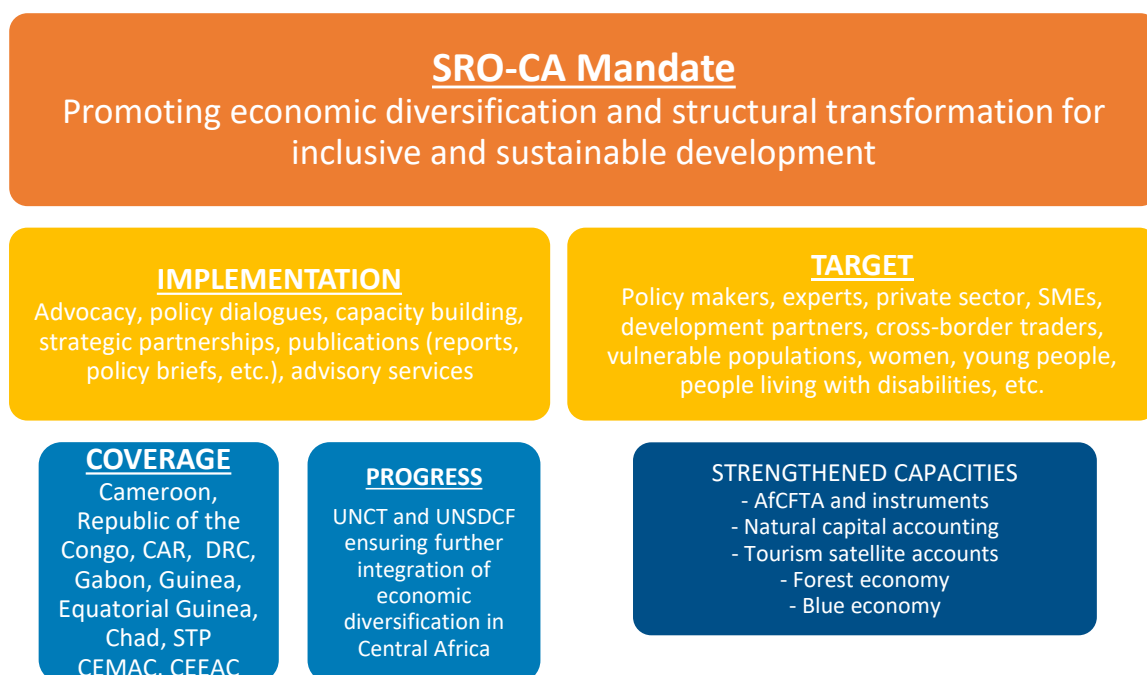 SRO-CA Mandate
Promoting economic diversification and structural transformation for
inclusive and sustainable development
IMPLEMENTATION
Advocacy, policy dialogues, capacity building,
strategic partnerships, publications (reports,
policy briefs, etc.), advisory services
TARGET
Policy makers, experts, private sector, SMEs,
development partners, cross-border traders,
vulnerable populations, women, young people,
people living with disabilities, etc.
COVERAGE
Cameroon,
Republic of the
Congo, CAR, DRC,
Gabon, Guinea,
Equatorial Guinea,
Chad, STP
CEMAC, CEEAC
PROGRESS
UNCT and UNSDCF
ensuring further
integration of
economic
diversification in
Central Africa
STRENGTHENED CAPACITIES
- AfCFTA and instruments
- Natural capital accounting
- Tourism satellite accounts
- Forest economy
- Blue economy